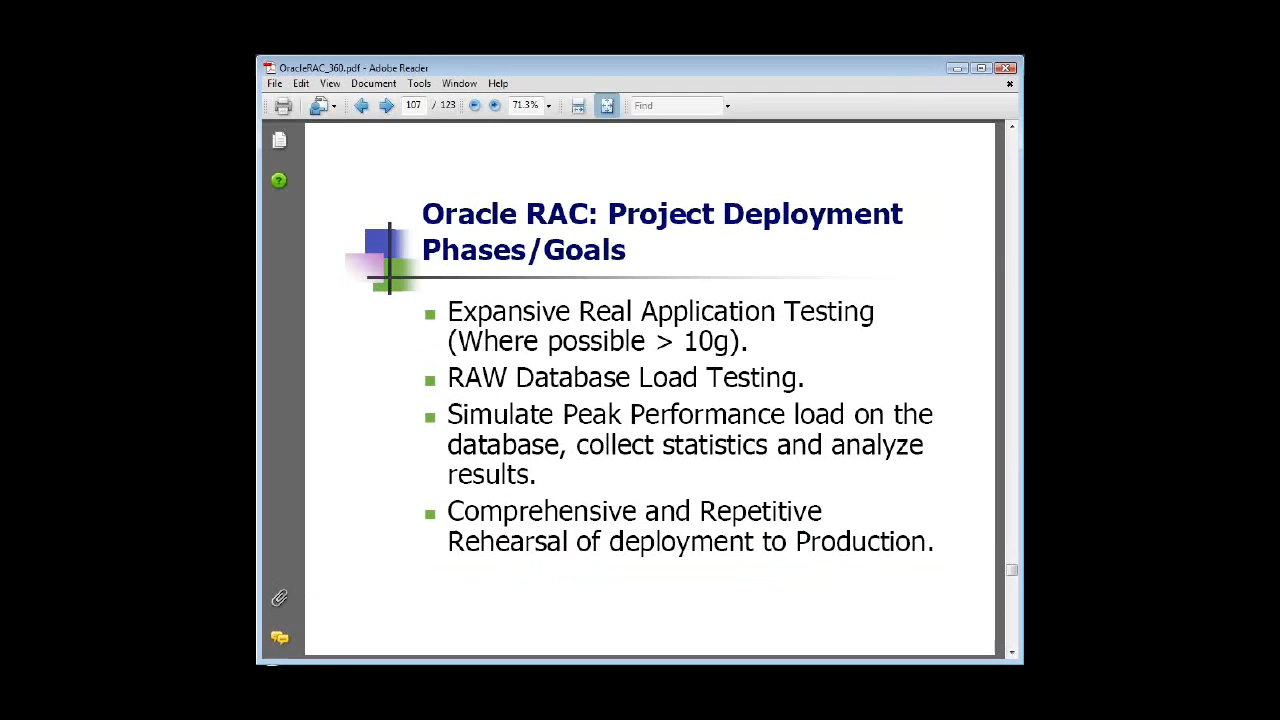 OracleRAC_360.pdf - Adobe Reader
File Edit View Document Tools Window Help
107 / 123 71.3% Find
Oracle RAC: Project Deployment
Phases/Goals
Expansive Real Application Testing
(Where possible > 10g).
RAW Database Load Testing.
Simulate Peak Performance load on the
database, collect statistics and analyze
results.
Comprehensive and Repetitive
Rehearsal of deployment to Production.